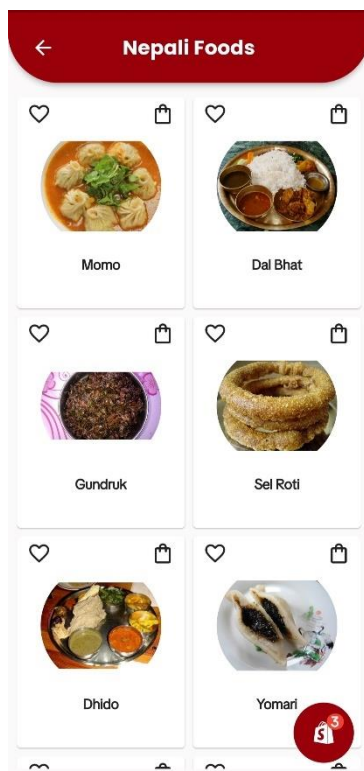 Nepali Foods
Momo
Dal Bhat
Gundruk
Sel Roti
Dhido
Yomari
S
3